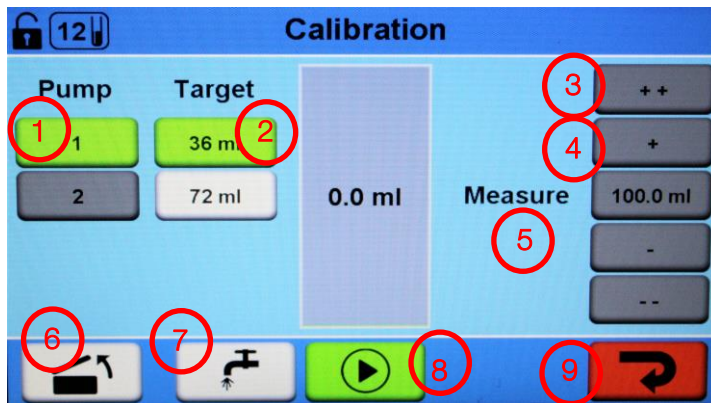 12
Calibration
Pump
Target
3
++
1
1
36 ml
2
4
+
2
72 ml
0.0 ml
Measure
100.0 ml
5
-
--
6
7
8
9